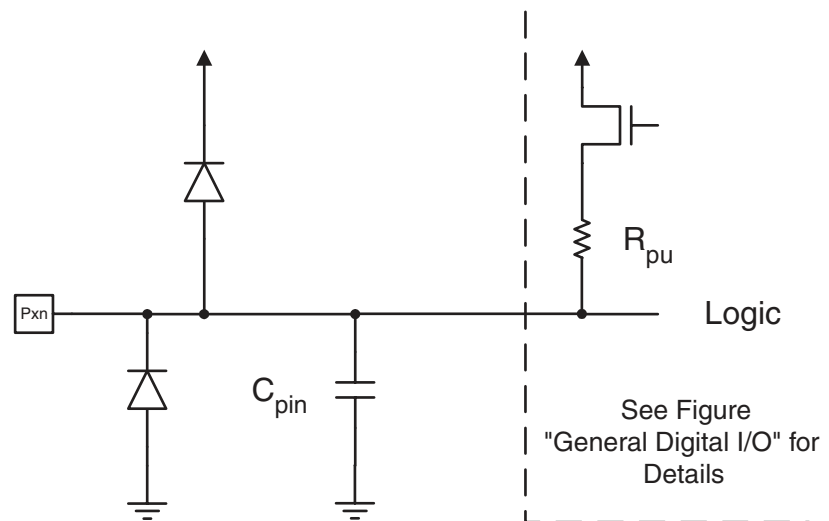 R_pu
Pxn
Logic
C_pin
See Figure
"General Digital I/O" for
Details